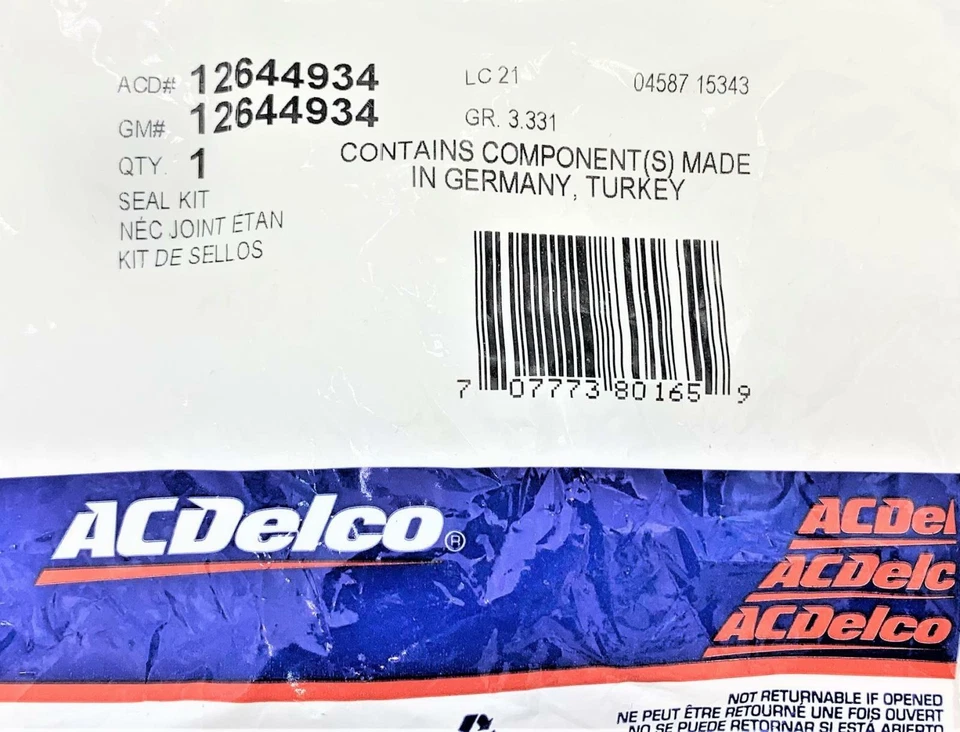 ACD# 12644934
GM# 12644934
QTY. 1
SEAL KIT
NÉC JOINT ÉTAN
KIT DE SELLOS
LC 21 04587 15343
GR. 3.331
CONTAINS COMPONENT(S) MADE
IN GERMANY, TURKEY
7 07773 80165 9
ACDelco®
ACDel
ACDelc
ACDelco
NOT RETURNABLE IF OPENED
NE PEUT ÊTRE RETOURNÉ UNE FOIS OUVERT
NO SE PUEDE RETORNAR SI ESTÁ ABIERTO